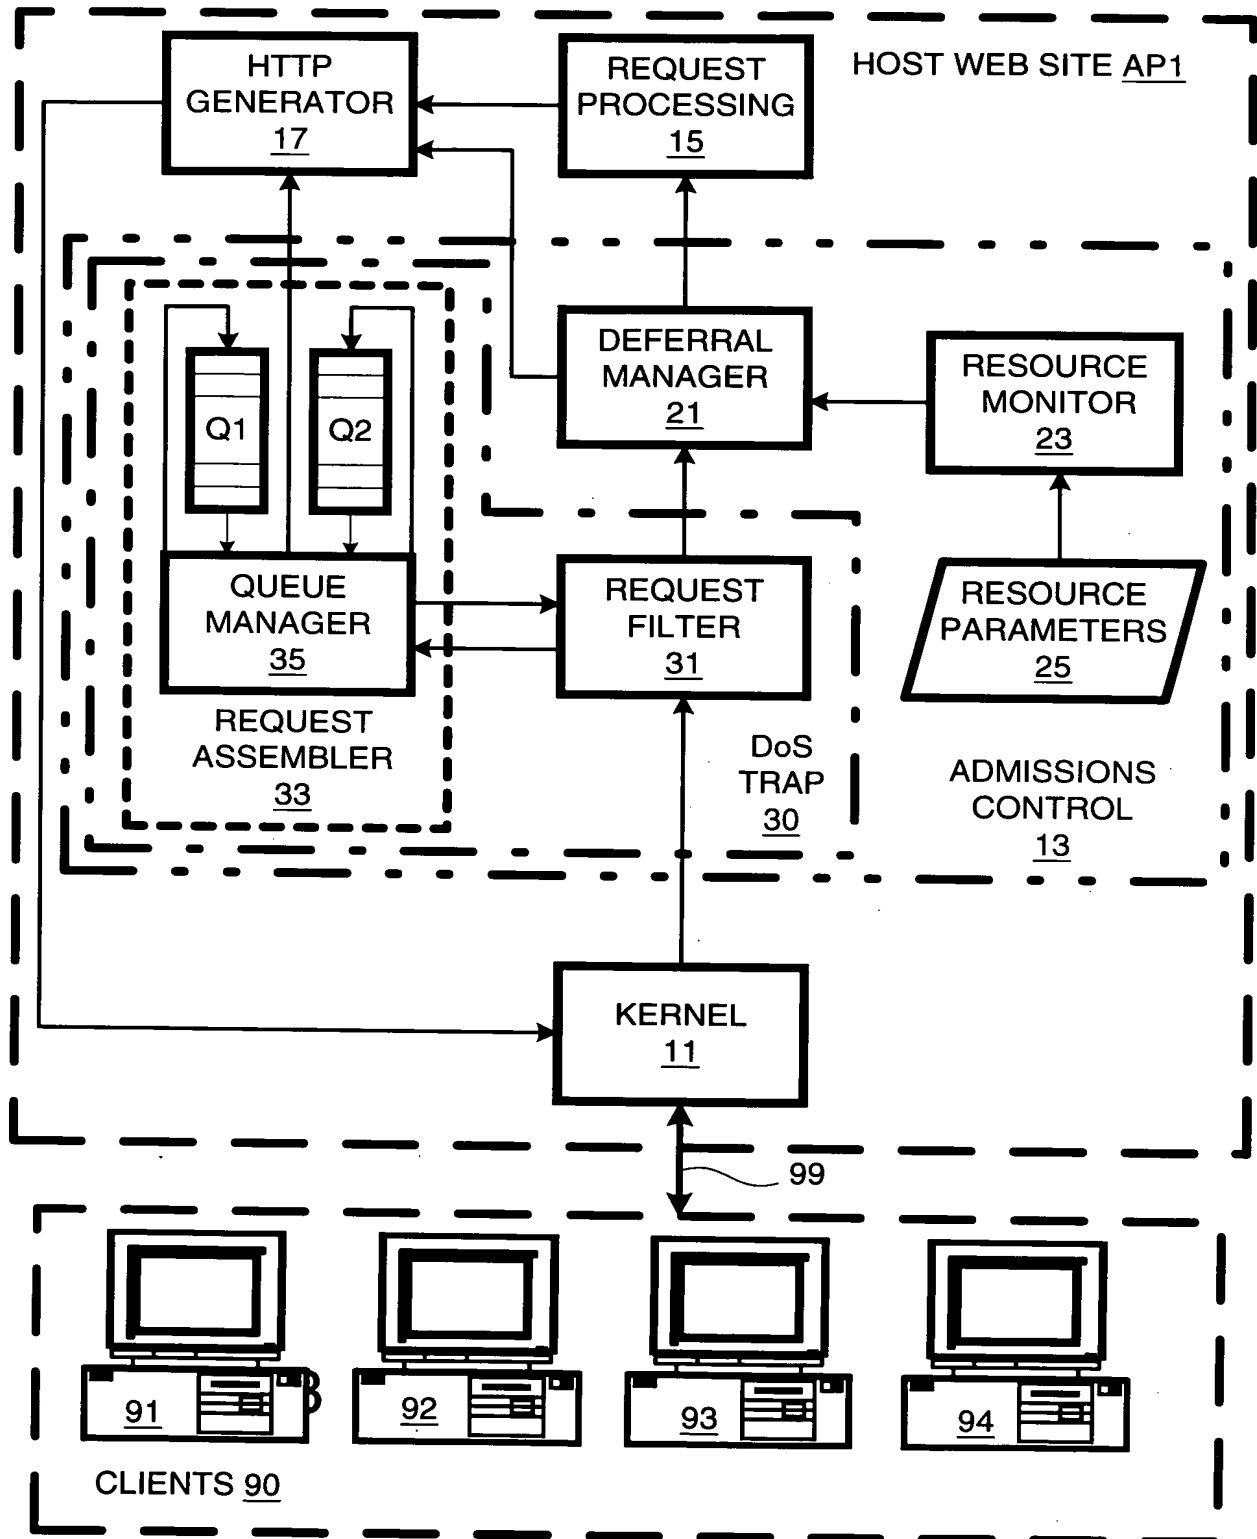 HOST WEB SITE AP1
HTTP
GENERATOR
17
REQUEST
PROCESSING
15
Q1
Q2
DEFERRAL
MANAGER
21
RESOURCE
MONITOR
23
QUEUE
MANAGER
35
REQUEST
FILTER
31
RESOURCE
PARAMETERS
25
REQUEST
ASSEMBLER
33
DoS
TRAP
30
ADMISSIONS
CONTROL
13
KERNEL
11
99
91
92
93
94
CLIENTS 90